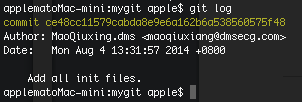 applematoMac-mini:mygit apple$ git log
commit ce48cc11579cabda8e9e6a162b6a538560575f48
Author: MaoQiuxing.dms <maoqiuxing@dmsecg.com>
Date:   Mon Aug 4 13:31:57 2014 +0800
Add all init files.
applematoMac-mini:mygit apple$